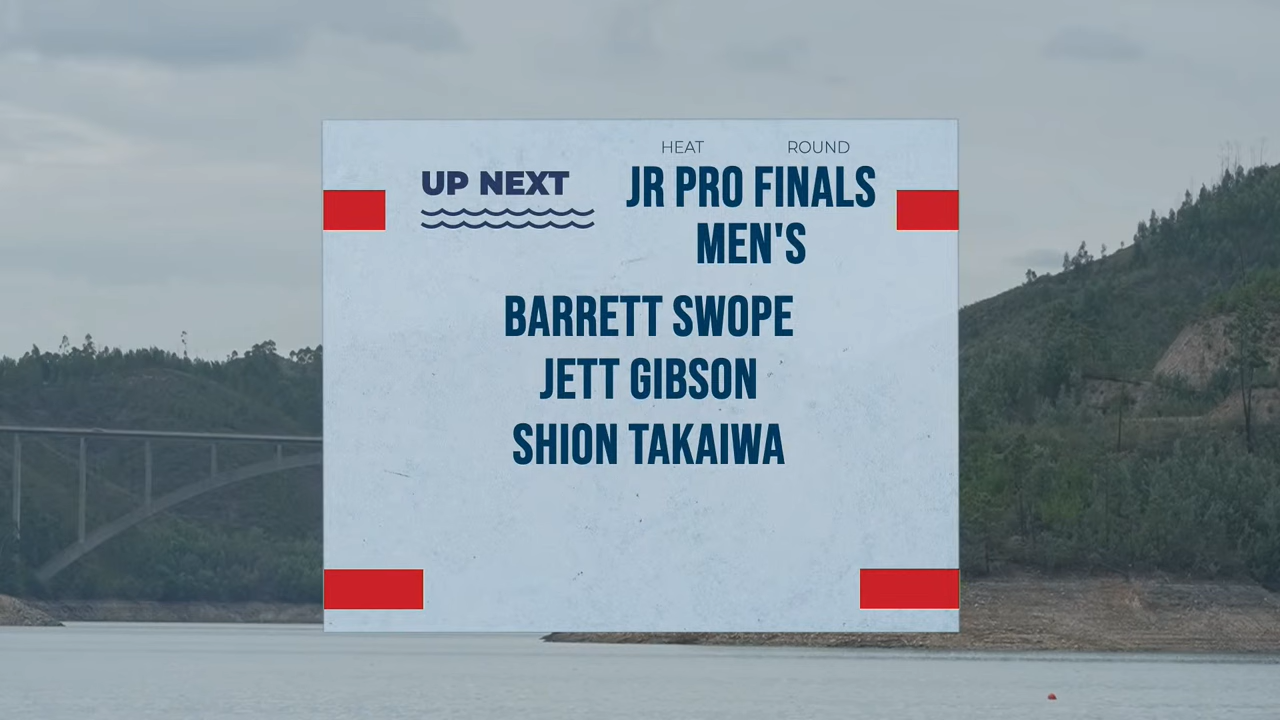 HEAT ROUND
UP NEXT JR PRO FINALS
MEN'S
BARRETT SWOPE
JETT GIBSON
SHION TAKAIWA